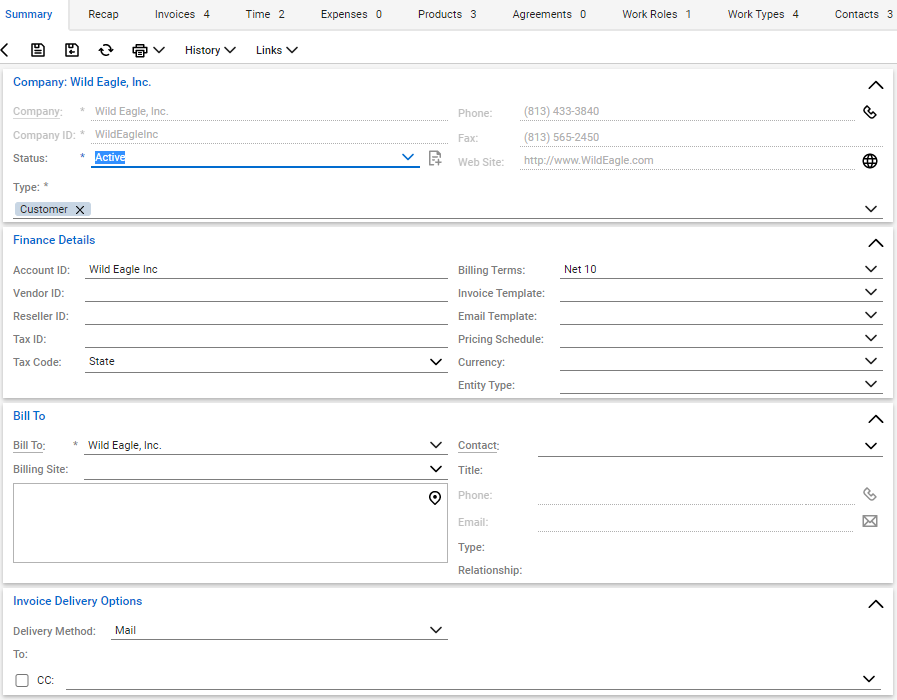 Summary Recap Invoices 4 Time 2 Expenses 0 Products 3 Agreements 0 Work Roles 1 Work Types 4 Contacts 3
History Links
Company: Wild Eagle, Inc.
Company: * Wild Eagle, Inc. Phone: (813) 433-3840
Company ID: * WildEagleInc Fax: (813) 565-2450
Status: * Active Web Site: http://www.WildEagle.com
Type: *
Customer
Finance Details
Account ID: Wild Eagle Inc Billing Terms: Net 10
Vendor ID: Invoice Template:
Reseller ID: Email Template:
Tax ID: Pricing Schedule:
Tax Code: State Currency:
Entity Type:
Bill To
Bill To: * Wild Eagle, Inc. Contact:
Billing Site: Title:
Phone:
Email:
Type:
Relationship:
Invoice Delivery Options
Delivery Method: Mail
To:
CC: